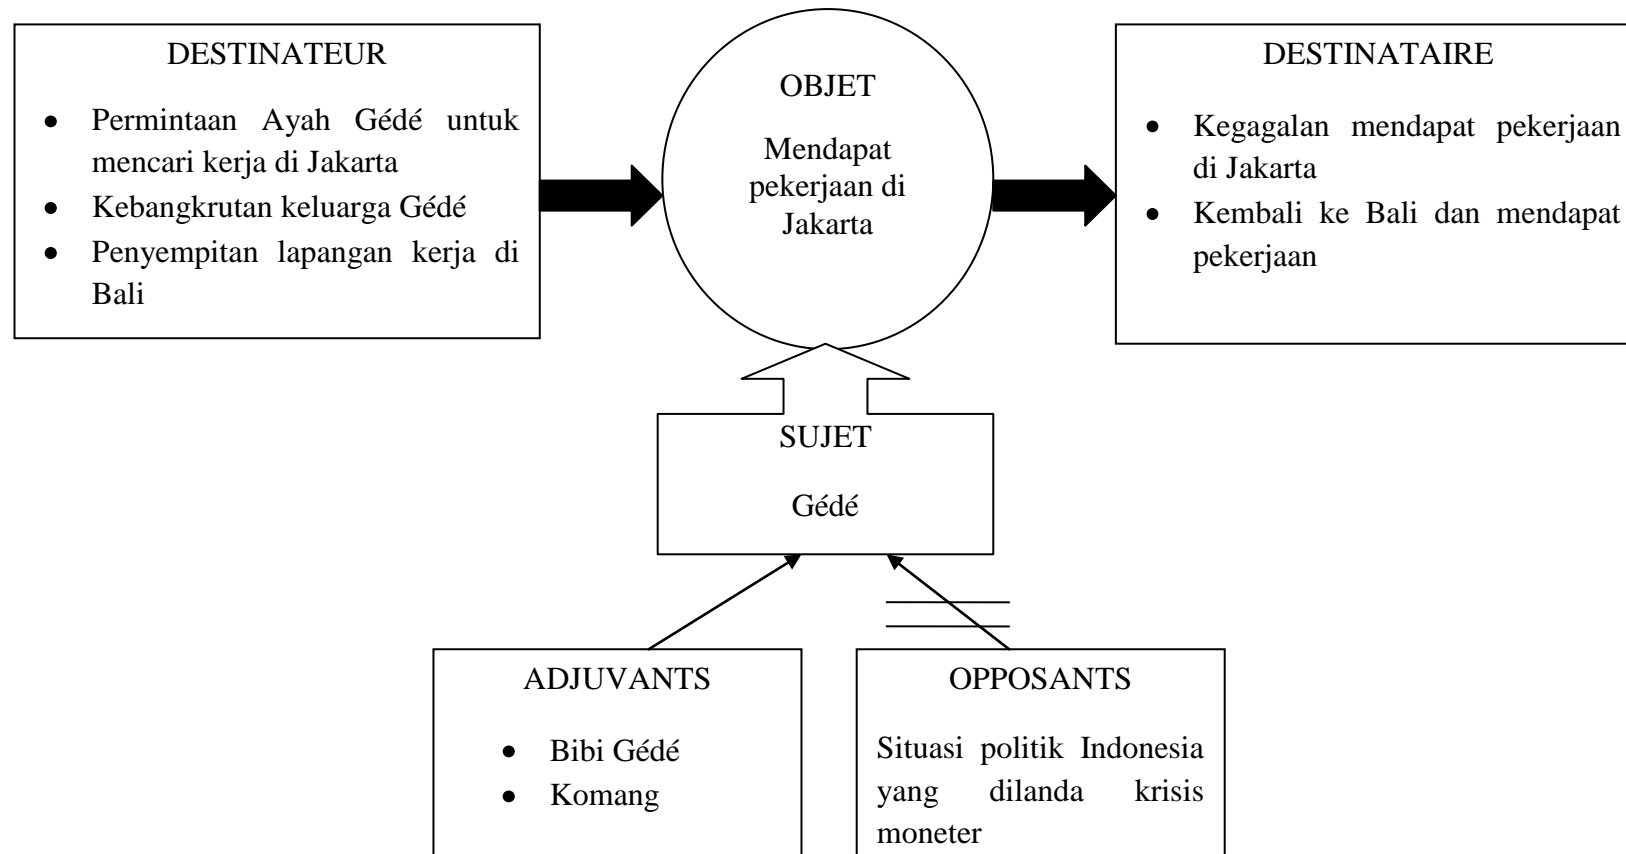 DESTINATEUR
• Permintaan Ayah Gédé untuk
mencari kerja di Jakarta
• Kebangkrutan keluarga Gédé
• Penyempitan lapangan kerja di
Bali
OBJET
Mendapat
pekerjaan di
Jakarta
DESTINATAIRE
• Kegagalan mendapat pekerjaan
di Jakarta
• Kembali ke Bali dan mendapat
pekerjaan
SUJET
Gédé
ADJUVANTS
• Bibi Gédé
• Komang
OPPOSANTS
Situasi politik Indonesia
yang dilanda krisis
moneter